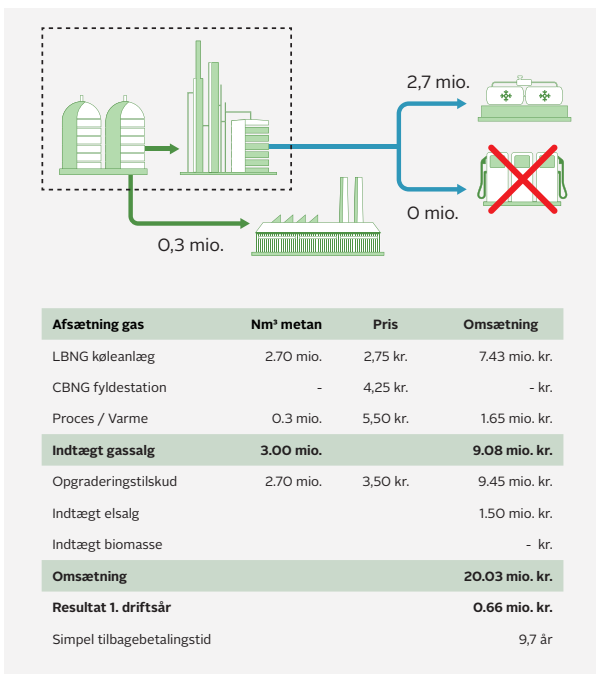 2,7 mio.
0 mio.
0,3 mio.
Afsætning gas Nm³ metan Pris Omsætning
LBNG køleanlæg 2.70 mio. 2,75 kr. 7.43 mio. kr.
CBNG fyldestation - 4,25 kr. - kr.
Proces / Varme 0.3 mio. 5,50 kr. 1.65 mio. kr.
Indtægt gassalg 3.00 mio. 9.08 mio. kr.
Opgraderingstilskud 2.70 mio. 3,50 kr. 9.45 mio. kr.
Indtægt elsalg 1.50 mio. kr.
Indtægt biomasse - kr.
Omsætning 20.03 mio. kr.
Resultat 1. driftsår 0.66 mio. kr.
Simpel tilbagebetalingstid 9,7 år